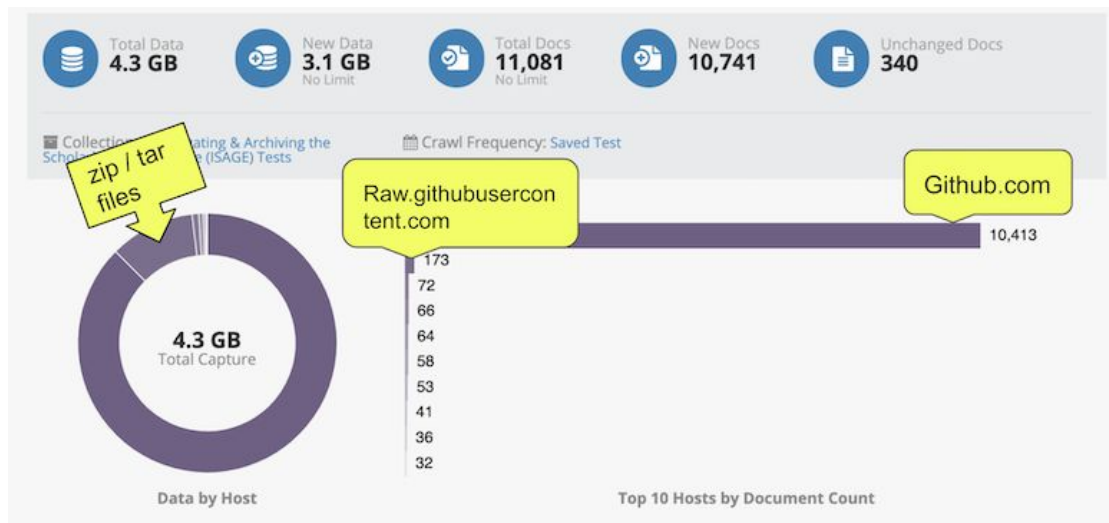 Total Data
4.3 GB
New Data
3.1 GB
No Limit
Total Docs
11,081
No Limit
New Docs
10,741
Unchanged Docs
340
Collection
ating & Archiving the
Schola
e (ISAGE) Tests
Crawl Frequency: Saved Test
zip / tar
files
Raw.githubusercon
tent.com
Github.com
10,413
173
72
66
64
58
53
41
36
32
4.3 GB
Total Capture
Data by Host
Top 10 Hosts by Document Count